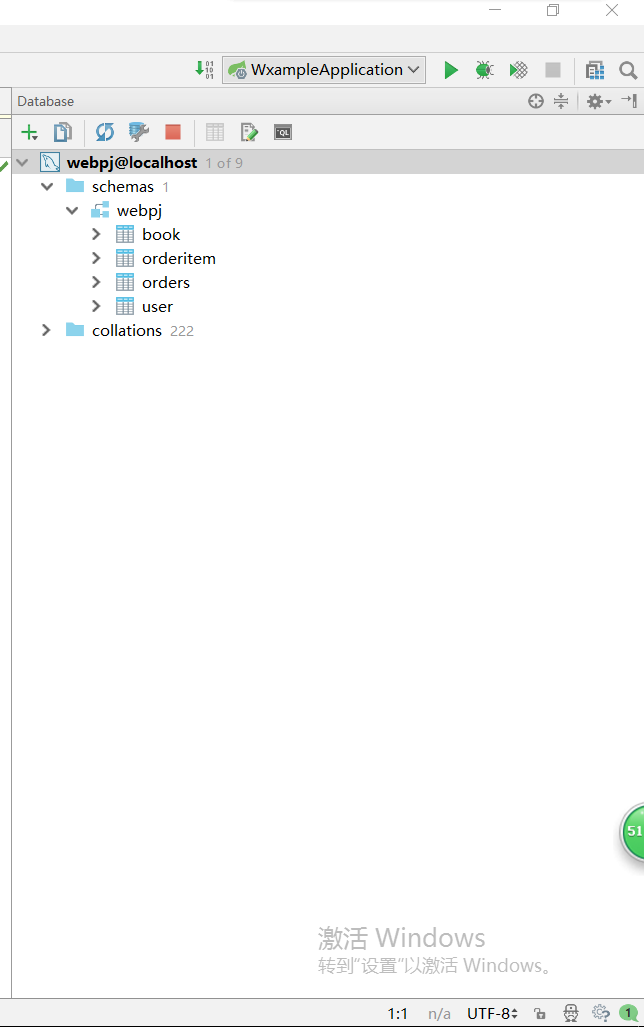 WxampleApplication
Database
webpj@localhost 1 of 9
schemas 1
webpj
book
orderitem
orders
user
collations 222
51
激活 Windows
转到“设置”以激活 Windows。
1:1 n/a UTF-8 1